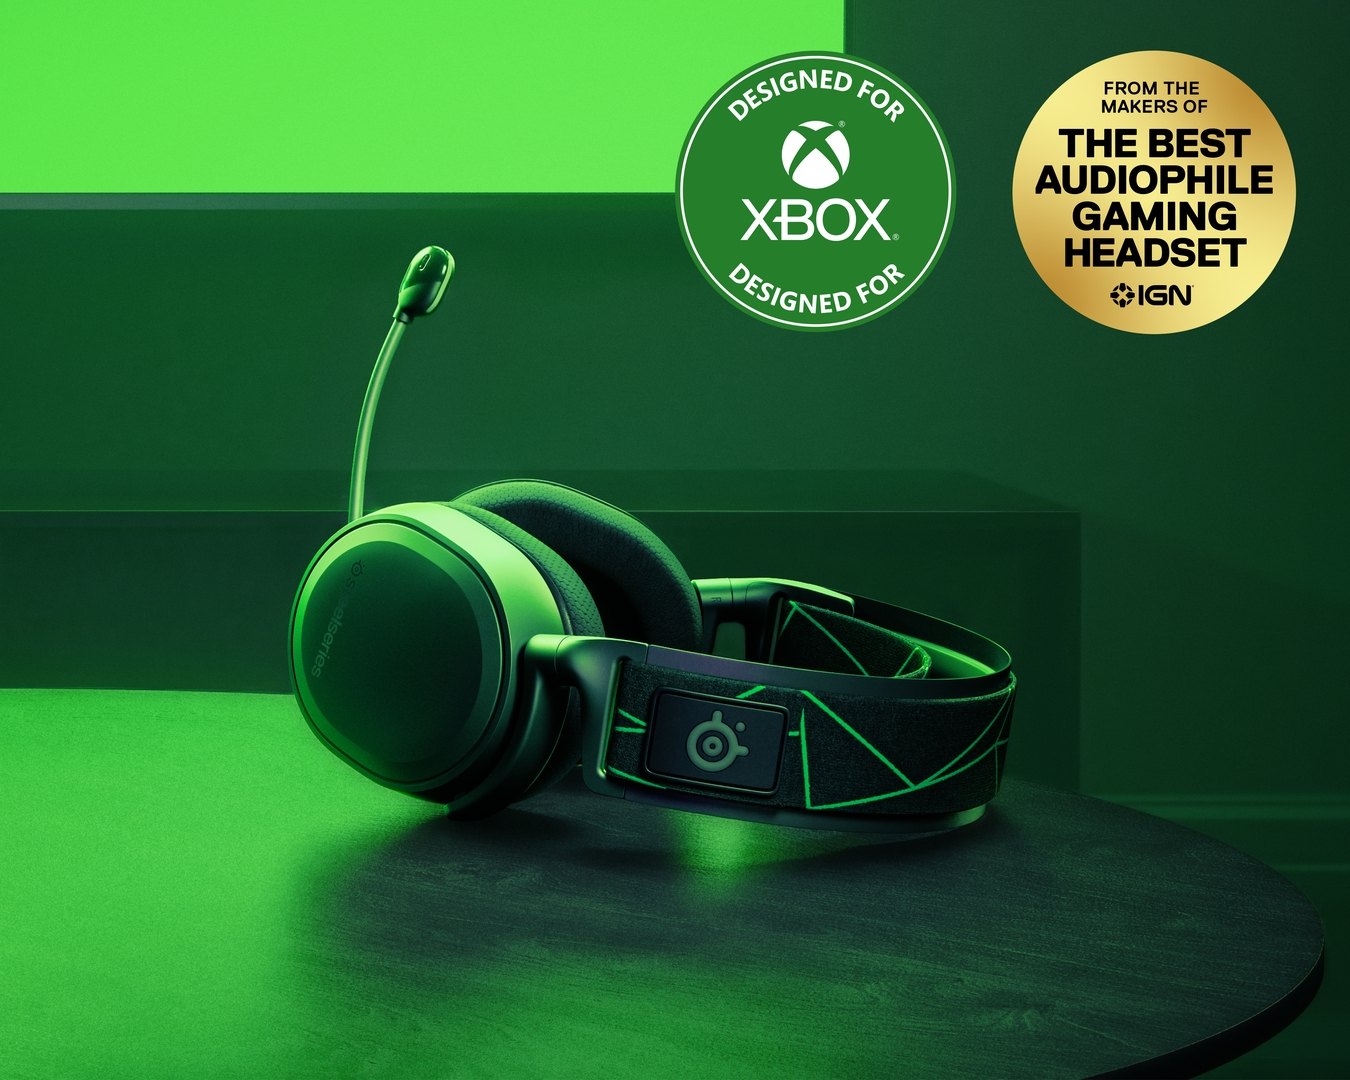 DESIGNED FOR
XBOX
DESIGNED FOR
FROM THE
MAKERS OF
THE BEST
AUDIOPHILE
GAMING
HEADSET
IGN
steelseries